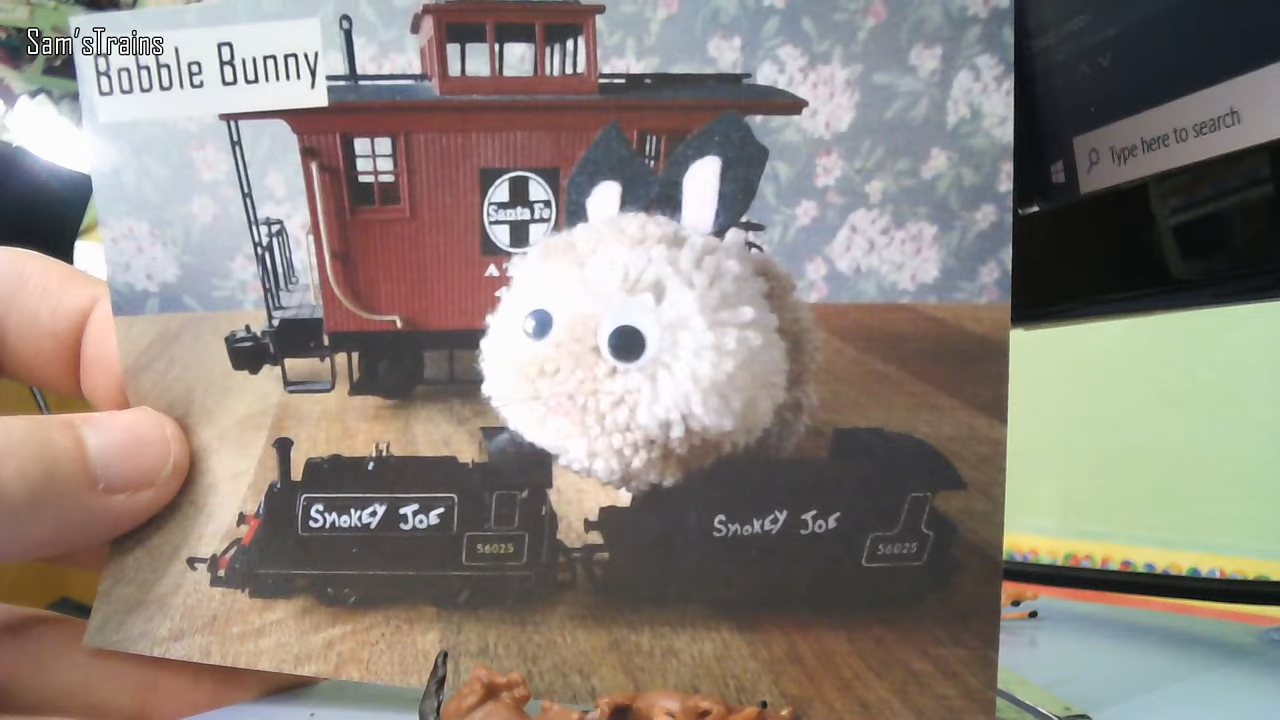 Sam'sTrains
Bobble Bunny
Santa Fe
Type here to search
SMOKEY JOE
56025
SMOKEY JOE
56025